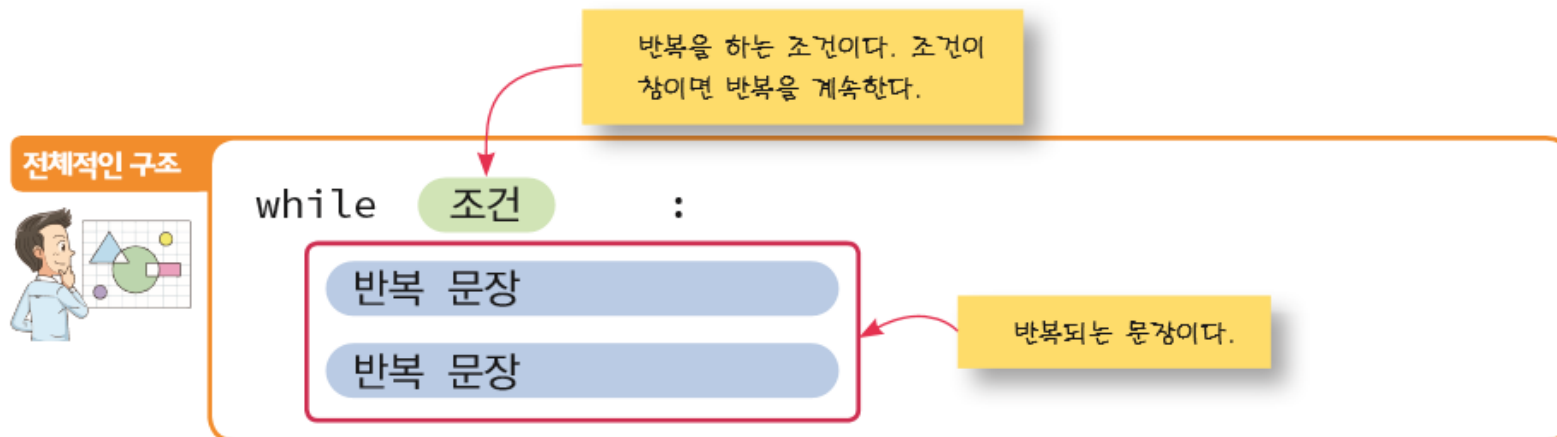 반복을 하는 조건이다. 조건이
참이면 반복을 계속한다.
전체적인 구조
while 조건 :
반복 문장
반복 문장
반복되는 문장이다.